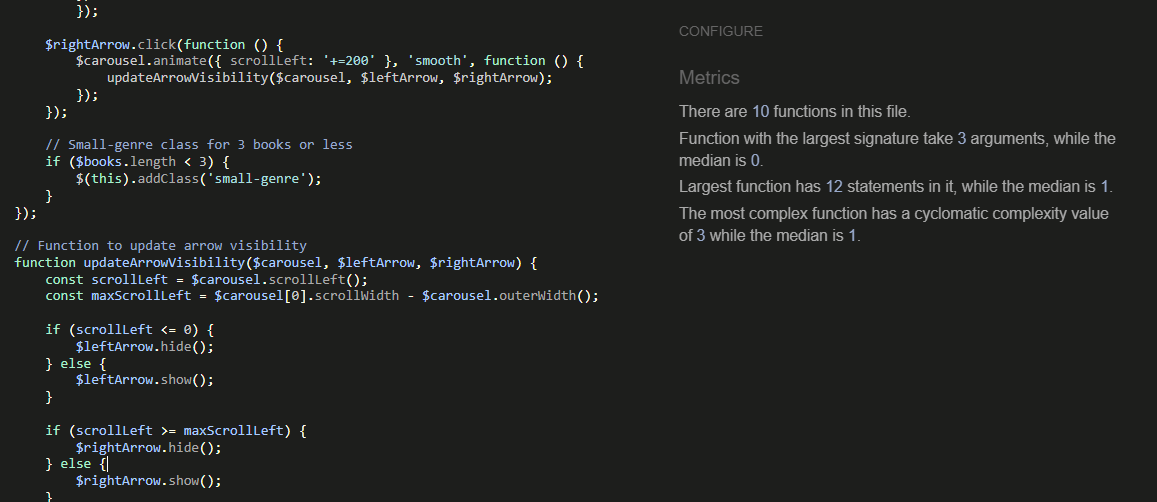 });
$rightArrow.click(function () {
$carousel.animate({ scrollLeft: '+=200' }, 'smooth', function () {
updateArrowVisibility($carousel, $leftArrow, $rightArrow);
});
});
// Small-genre class for 3 books or less
if ($books.length < 3) {
$(this).addClass('small-genre');
}
});
// Function to update arrow visibility
function updateArrowVisibility($carousel, $leftArrow, $rightArrow) {
const scrollLeft = $carousel.scrollLeft();
const maxScrollLeft = $carousel[0].scrollWidth - $carousel.outerWidth();
if (scrollLeft <= 0) {
$leftArrow.hide();
} else {
$leftArrow.show();
}
if (scrollLeft >= maxScrollLeft) {
$rightArrow.hide();
} else {
$rightArrow.show();
}
CONFIGURE
Metrics
There are 10 functions in this file.
Function with the largest signature take 3 arguments, while the
median is 0.
Largest function has 12 statements in it, while the median is 1.
The most complex function has a cyclomatic complexity value
of 3 while the median is 1.